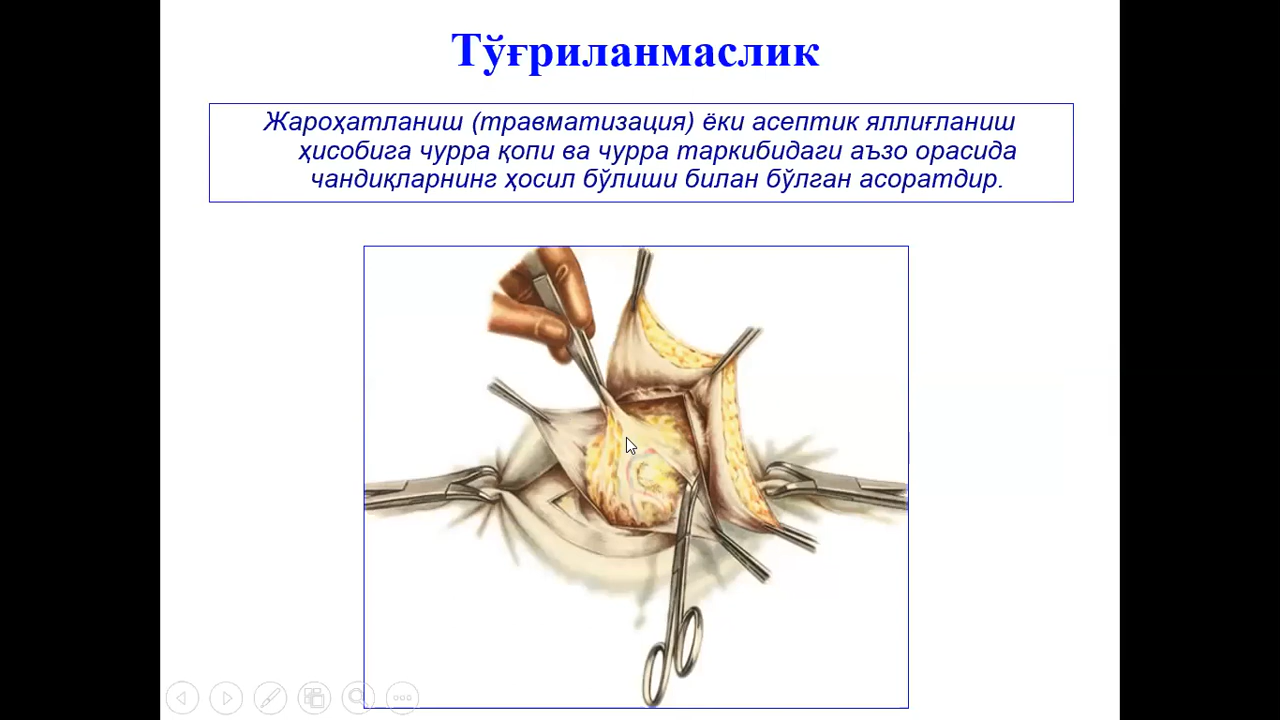 Тўғриланмаслик
Жароҳатланиш (травматизация) ёки асептик яллиғланиш
ҳисобига чурра қопи ва чурра таркибидаги аъзо орасида
чандиқларнинг ҳосил бўлиши билан бўлган асоратдир.